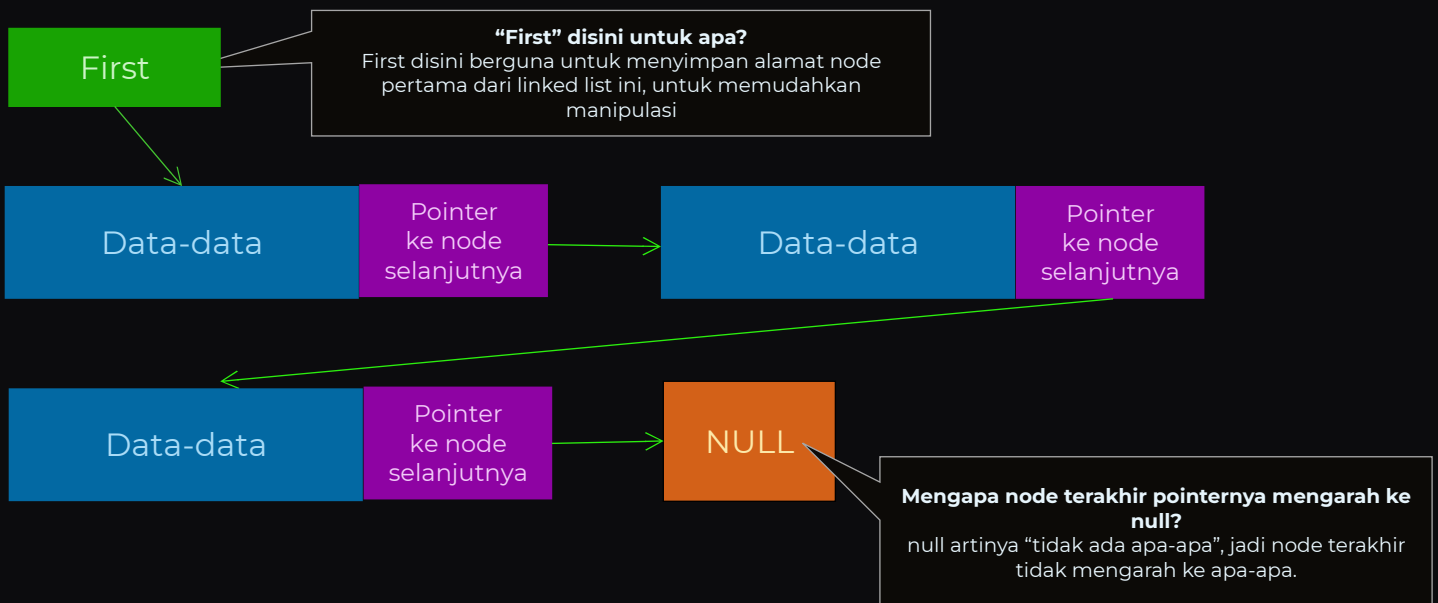 First
“First” disini untuk apa?
First disini berguna untuk menyimpan alamat node
pertama dari linked list ini, untuk memudahkan
manipulasi
Data-data
Pointer
ke node
selanjutnya
Data-data
Pointer
ke node
selanjutnya
Data-data
Pointer
ke node
selanjutnya
NULL
Mengapa node terakhir pointernya mengarah ke
null?
null artinya “tidak ada apa-apa”, jadi node terakhir
tidak mengarah ke apa-apa.